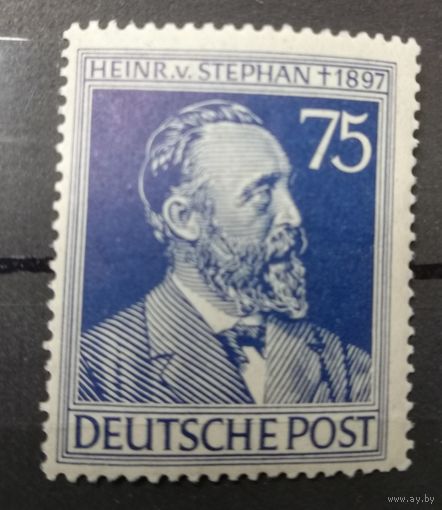 HEINR.v.STEPHAN †1897
75
DEUTSCHE POST
www.ay.by